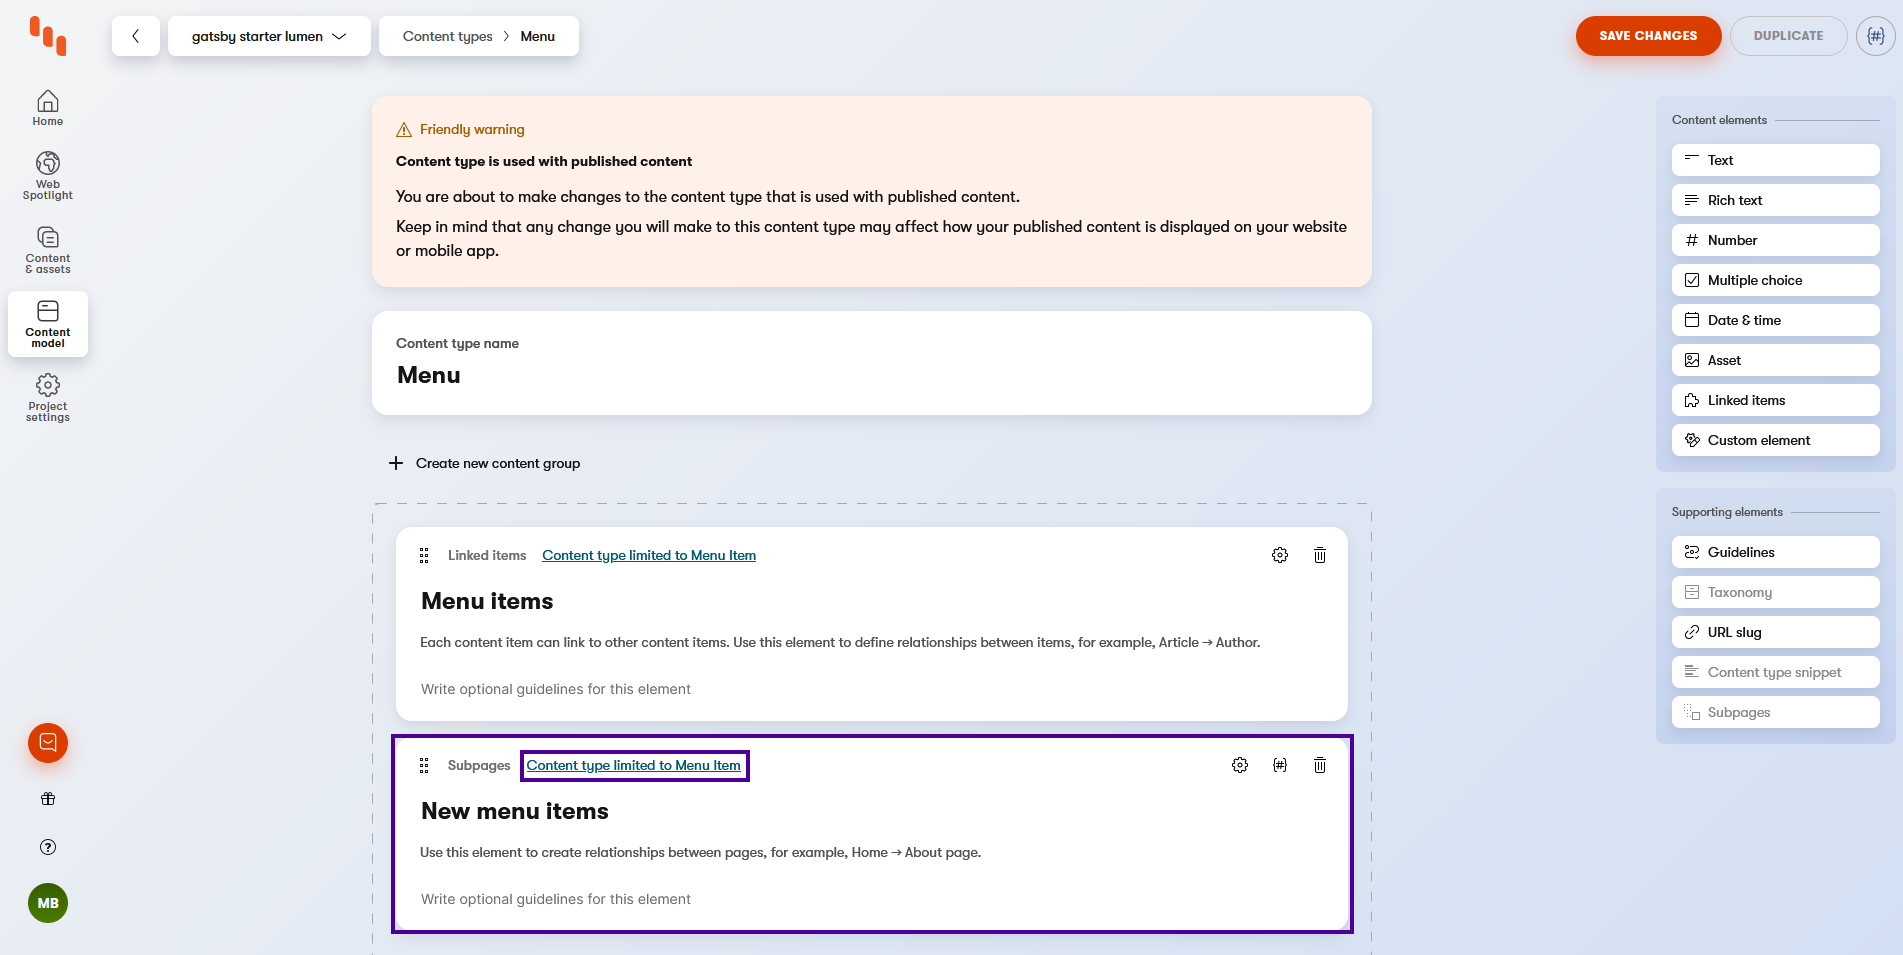 gatsby starter lumen
Content types > Menu
SAVE CHANGES
DUPLICATE
{#}
Home
Web
Spotlight
Content
& assets
Content
model
Project
settings
MB
Friendly warning
Content type is used with published content
You are about to make changes to the content type that is used with published content.
Keep in mind that any change you will make to this content type may affect how your published content is displayed on your website
or mobile app.
Content type name
Menu
+ Create new content group
Linked items Content type limited to Menu Item
Menu items
Each content item can link to other content items. Use this element to define relationships between items, for example, Article → Author.
Write optional guidelines for this element
Subpages Content type limited to Menu Item {#}
New menu items
Use this element to create relationships between pages, for example, Home → About page.
Write optional guidelines for this element
Content elements
Text
Rich text
# Number
Multiple choice
Date & time
Asset
Linked items
Custom element
Supporting elements
Guidelines
Taxonomy
URL slug
Content type snippet
Subpages